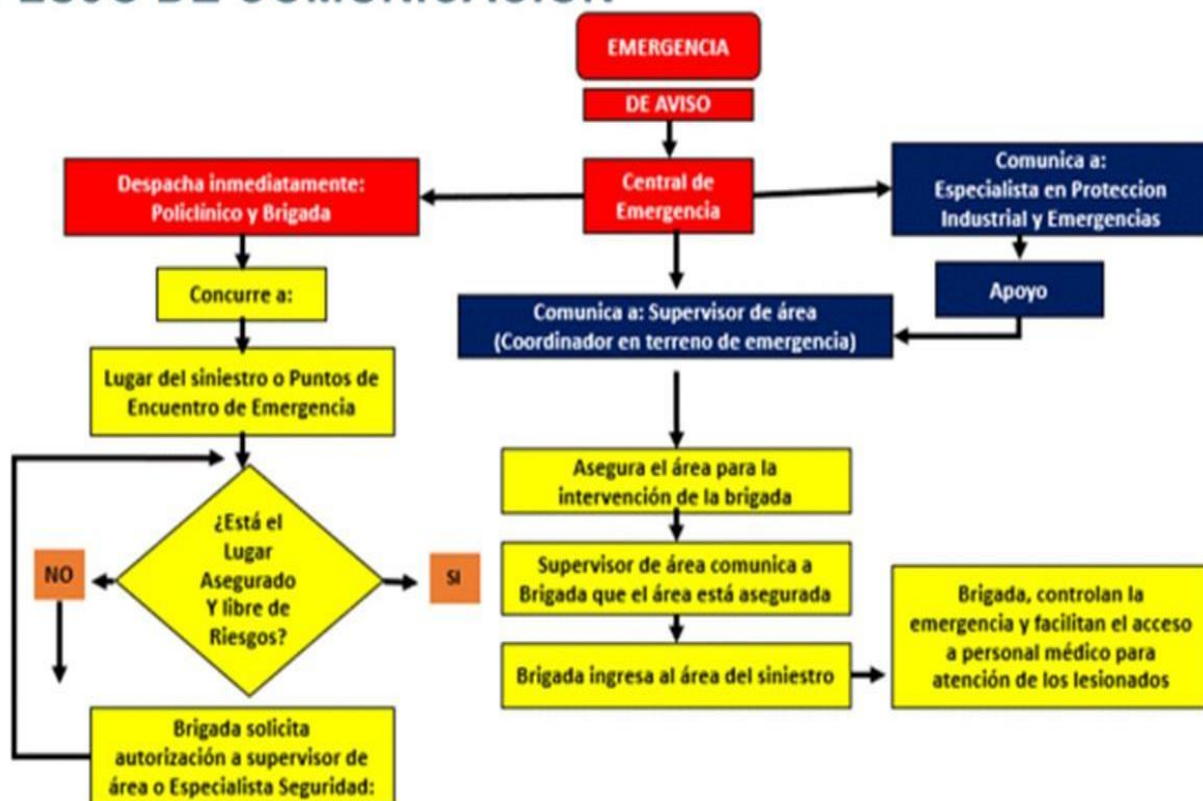 FLUJO DE COMUNICACIÓN
EMERGENCIA
DE AVISO
Central de
Emergencia
Despacha inmediatamente:
Policlínico y Brigada
Comunica a:
Especialista en Proteccion
Industrial y Emergencias
Concurre a:
Apoyo
Comunica a: Supervisor de área
(Coordinador en terreno de emergencia)
Lugar del siniestro o Puntos de
Encuentro de Emergencia
¿Está el
Lugar
Asegurado
Y libre de
Riesgos?
NO
SI
Brigada solicita
autorización a supervisor de
área o Especialista Seguridad:
Asegura el área para la
intervención de la brigada
Supervisor de área comunica a
Brigada que el área está asegurada
Brigada ingresa al área del siniestro
Brigada, controlan la
emergencia y facilitan el acceso
a personal médico para
atención de los lesionados